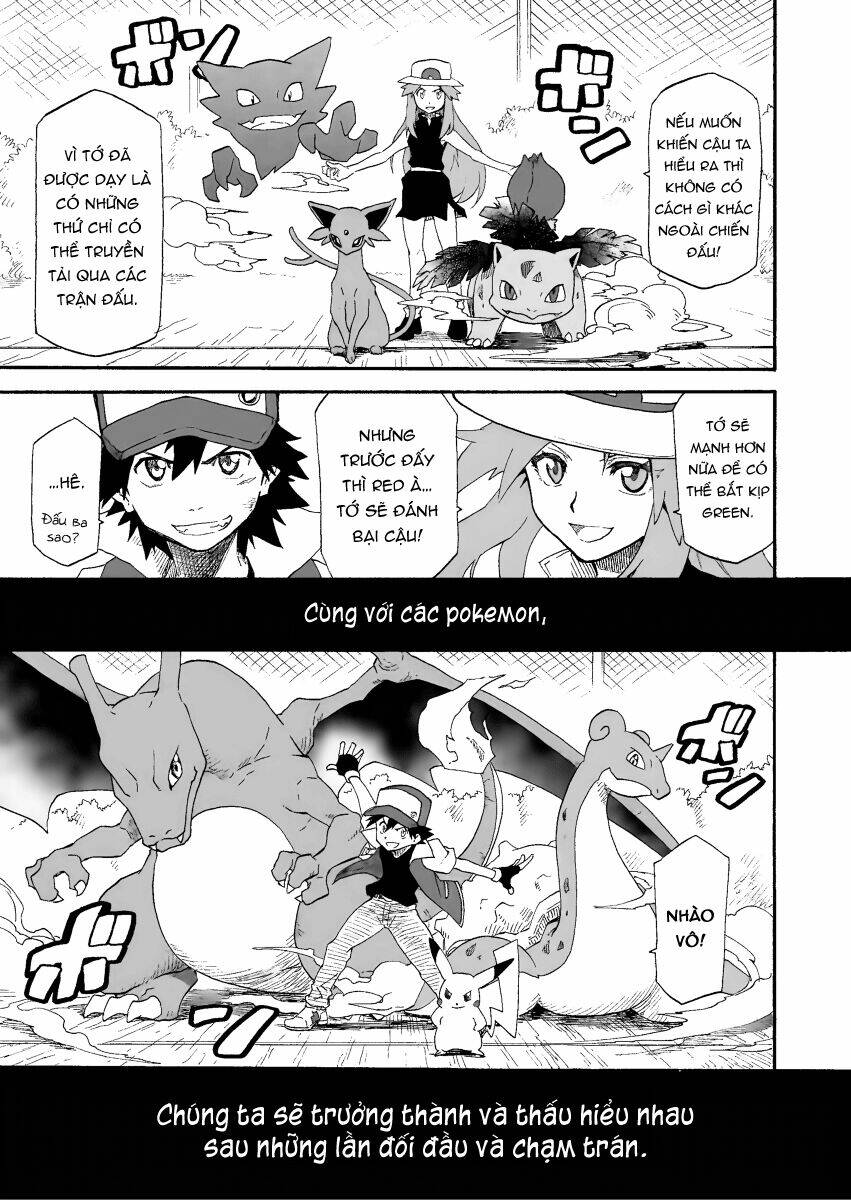 ボン
ボン
NẾU MUỐN
KHIẾN CẬU TA
HIỂU RA THÌ
KHÔNG CÓ
CÁCH GÌ KHÁC
NGOÀI CHIẾN
ĐẤU!
VÌ TỚ ĐÃ
ĐƯỢC DẠY LÀ
CÓ NHỮNG
THỨ CHỈ CÓ
THỂ TRUYỀN
TẢI QUA CÁC
TRẬN ĐẤU.
TỚ SẼ
MẠNH HƠN
NỮA ĐỂ CÓ
THỂ BẮT KỊP
GREEN.
NHƯNG
TRƯỚC ĐẤY
THÌ RED À...
TỚ SẼ ĐÁNH
BẠI CẬU!
...HÊ.
ĐẤU BA
SAO?
Cùng với các pokemon,
ボン
NHÀO
VÔ!
ボン
Chúng ta sẽ trưởng thành và thấu hiểu nhau
sau những lần đối đầu và chạm trán.